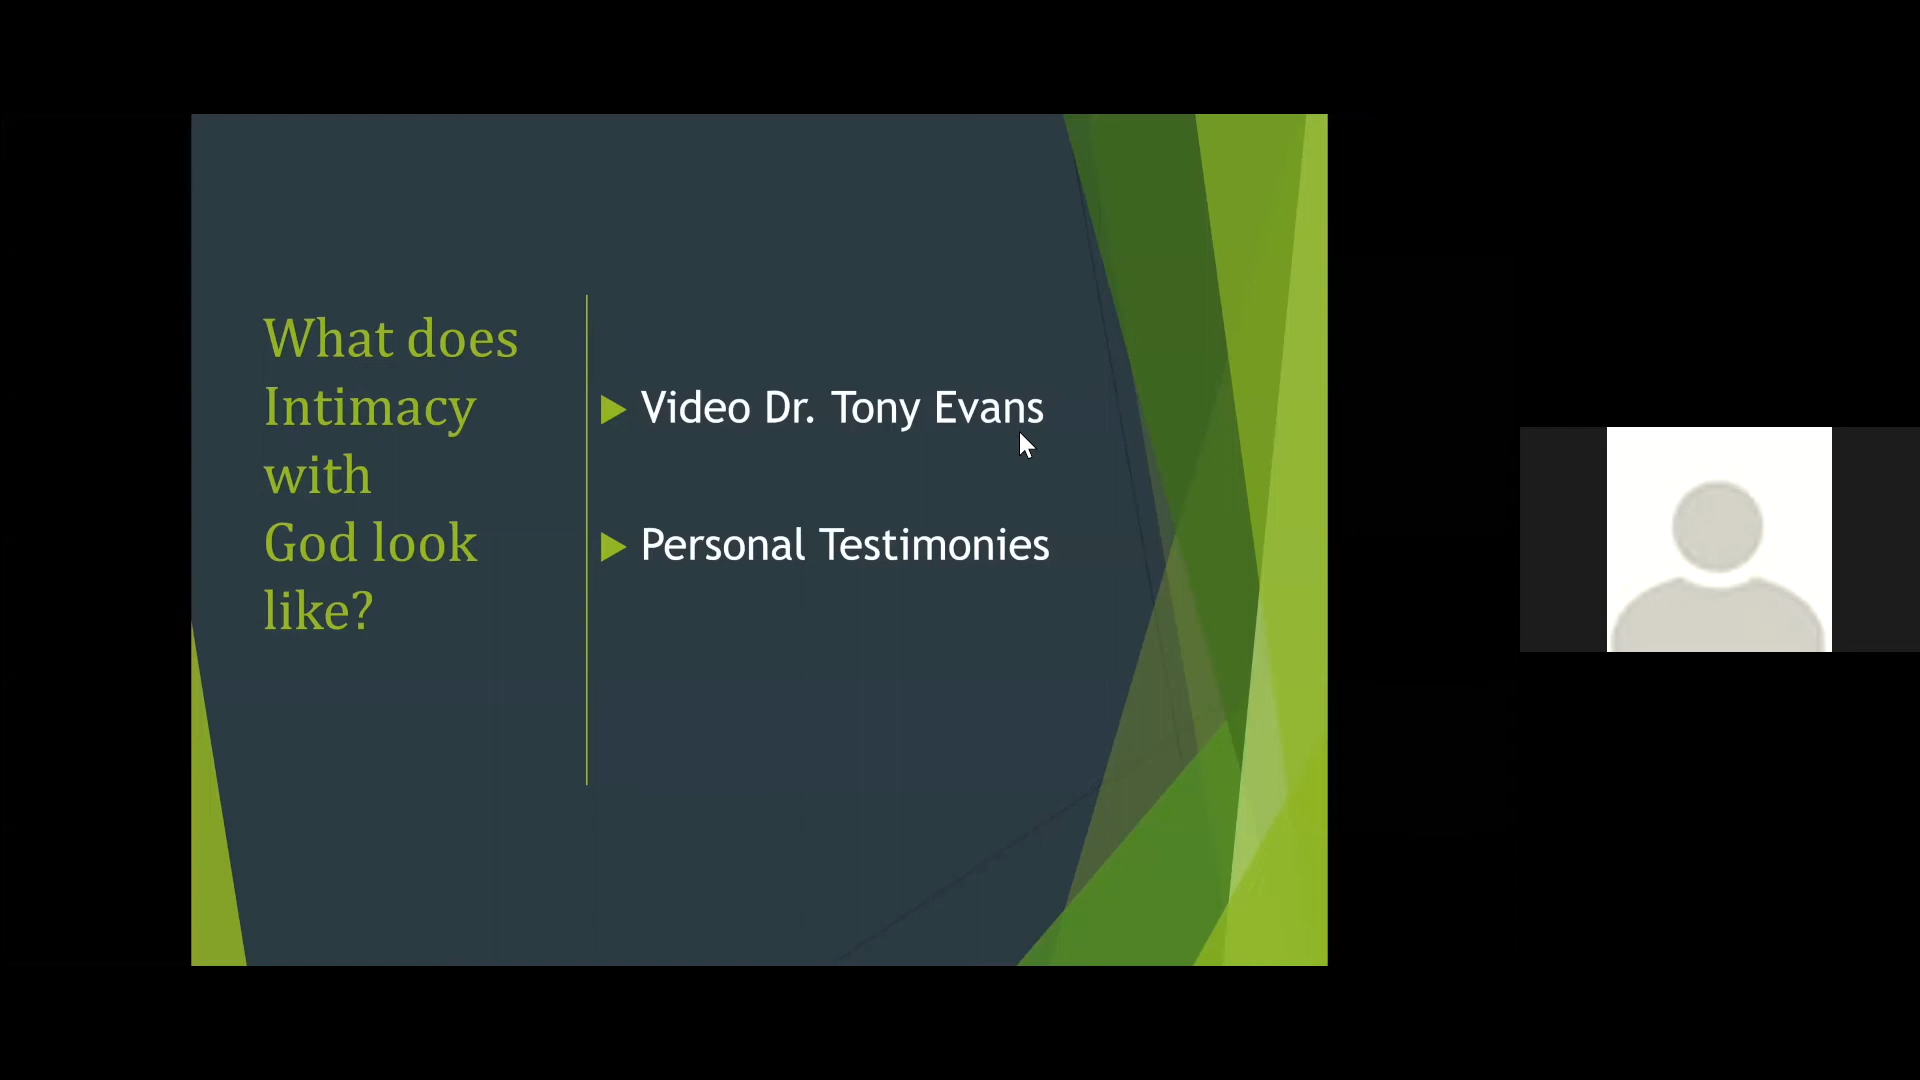 What does
Intimacy
with
God look
like?
Video Dr. Tony Evans
Personal Testimonies